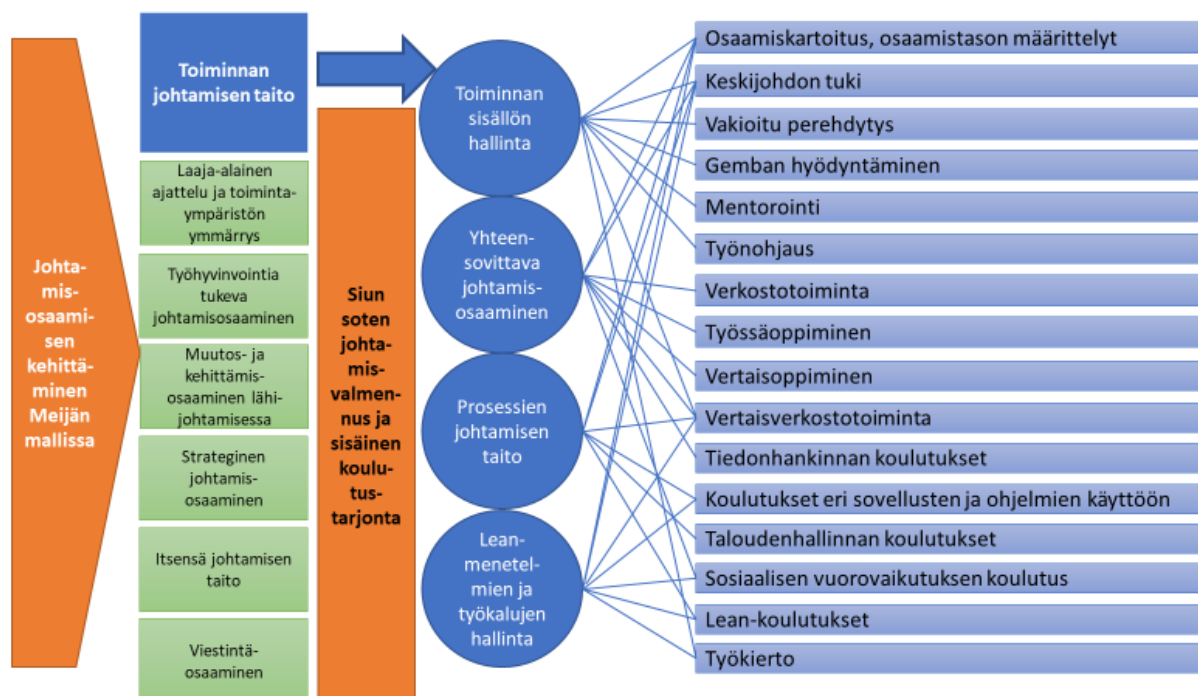 Johta-
mis-
osaami-
sen
kehittä-
minen
Meijän
mallissa
Toiminnan
johtamisen taito
Laaja-alainen
ajattelu ja toiminta-
ympäristön
ymmärrys
Työhyvinvointia
tukeva
johtamisosaaminen
Muutos- ja
kehittämis-
osaaminen lähi-
johtamisessa
Strateginen
johtamis-
osaaminen
Itsensä johtamisen
taito
Viestintä-
osaaminen
Siun
soten
johta-
mis-
valmen-
nus ja
sisäinen
koulu-
tus-
tarjonta
Toiminnan
sisällön
hallinta
Yhteen-
sovittava
johtamis-
osaaminen
Prosessien
johtamisen
taito
Lean-
menetel-
mien ja
työkalujen
hallinta
Osaamiskartoitus, osaamistason määrittelyt
Keskijohdon tuki
Vakioitu perehdytys
Gemban hyödyntäminen
Mentorointi
Työnohjaus
Verkostotoiminta
Työssäoppiminen
Vertaisoppiminen
Vertaisverkostotoiminta
Tiedonhankinnan koulutukset
Koulutukset eri sovellusten ja ohjelmien käyttöön
Taloudenhallinnan koulutukset
Sosiaalisen vuorovaikutuksen koulutus
Lean-koulutukset
Työkierto